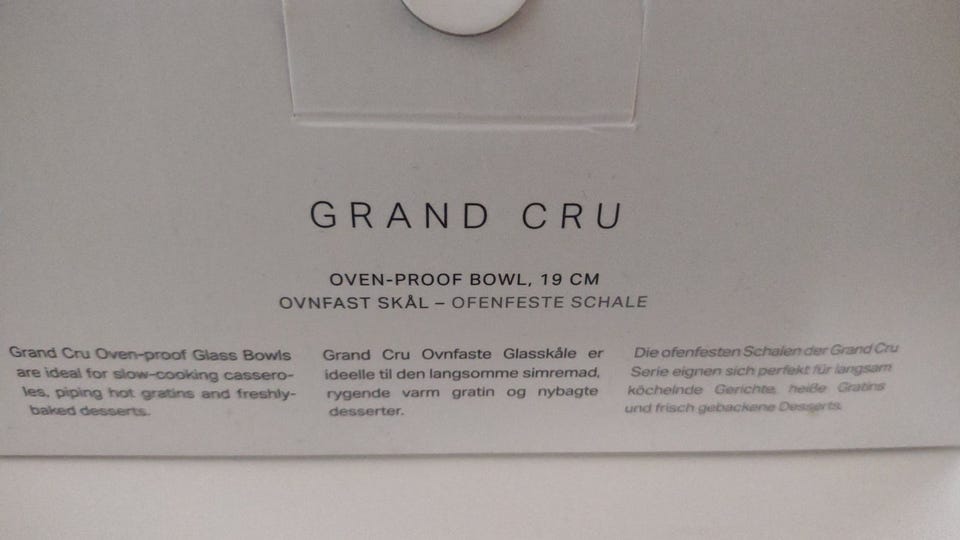 GRAND CRU
OVEN-PROOF BOWL, 19 CM
OVNFAST SKÅL – OFENFESTE SCHALE
Grand Cru Oven-proof Glass Bowls
are ideal for slow-cooking cassero-
les, piping hot gratins and freshly-
baked desserts.
Grand Cru Ovnfaste Glasskåle er
ideelle til den langsomme simremad,
rygende varm gratin og nybagte
desserter.
Die ofenfesten Schalen der Grand Cru
Serie eignen sich perfekt für langsam
köchelnde Gerichte, heiße Gratins
und frisch gebackene Desserts.